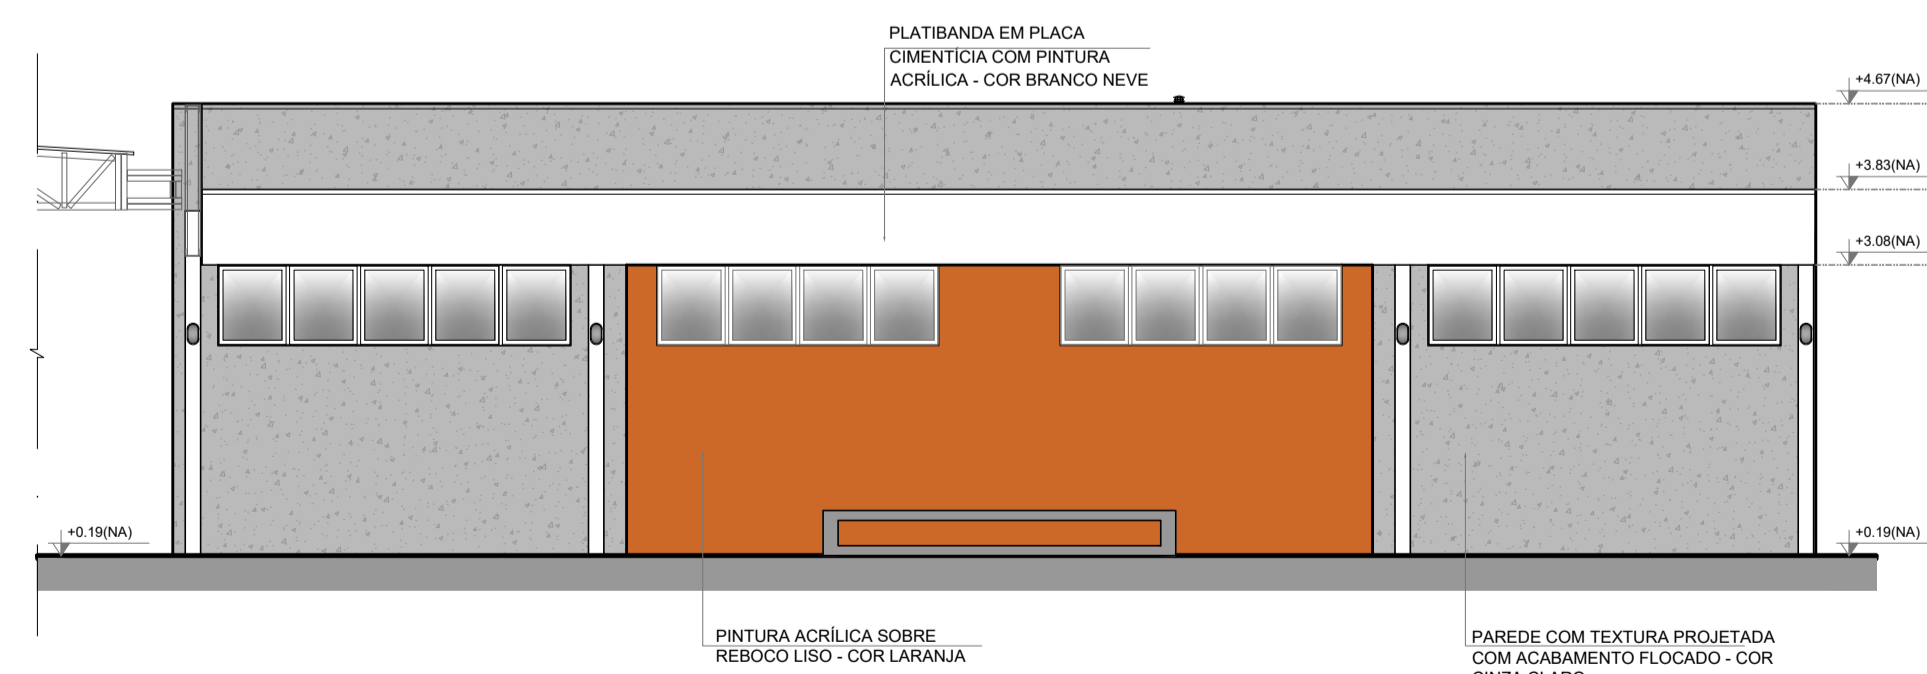 PLATIBANDA EM PLACA
CIMENTÍCIA COM PINTURA
ACRÍLICA - COR BRANCO NEVE
+4.67(NA)
+3.83(NA)
+3.08(NA)
+0.19(NA)
+0.19(NA)
PINTURA ACRÍLICA SOBRE
REBOCO LISO - COR LARANJA
PAREDE COM TEXTURA PROJETADA
COM ACABAMENTO FLOCADO - COR
CINZA CLARO